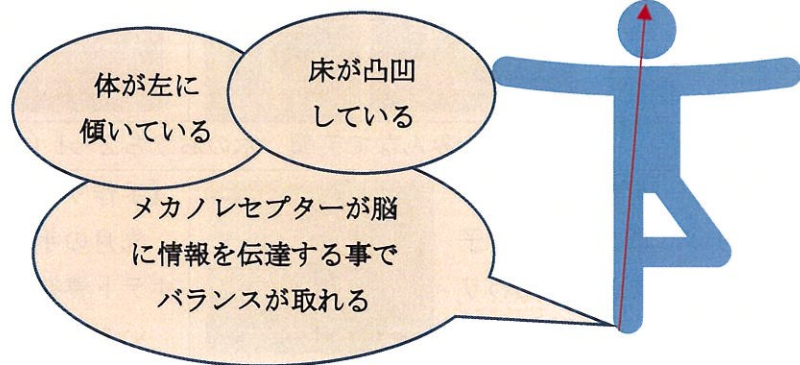 体が左に
傾いている
床が凸凹
している
メカノレセプターが脳
に情報を伝達する事で
バランスが取れる